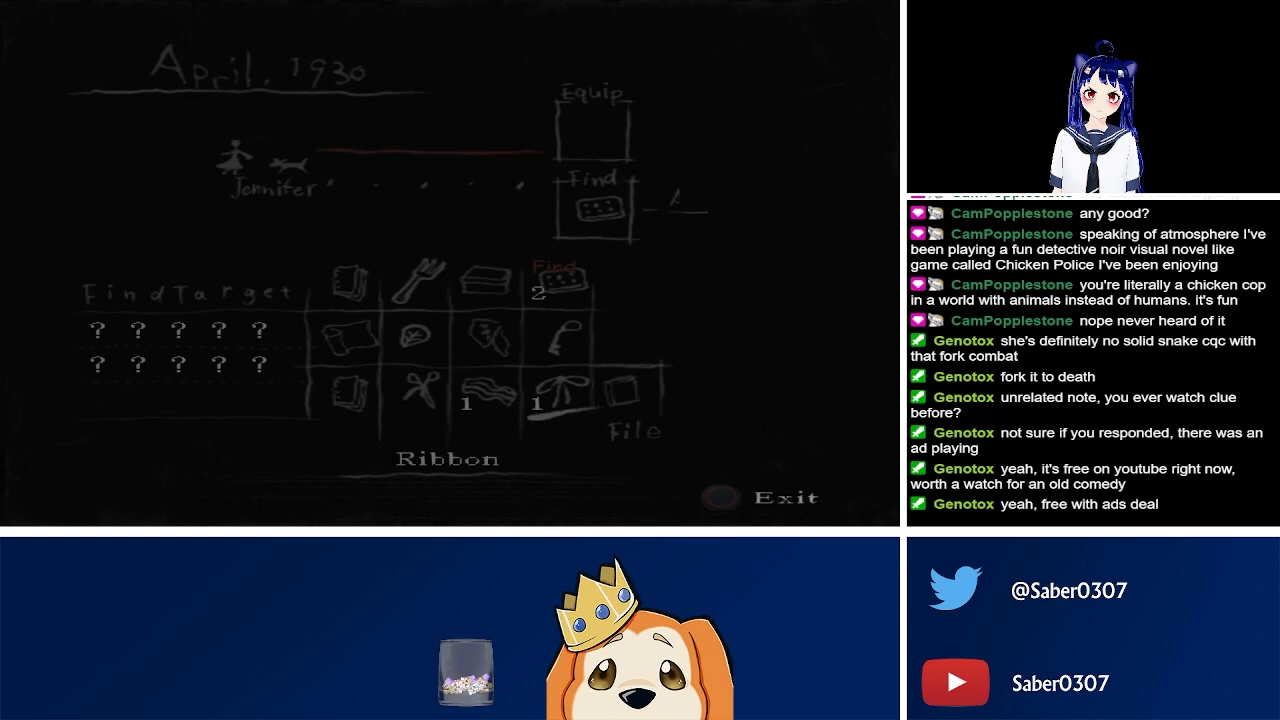 April. 1930
Equip
Jennifer
Find
A
Find
2
FindTarget
? ? ? ? ?
? ? ? ? ?
1
1
File
Ribbon
Exit
CamPopplestone any good?
CamPopplestone speaking of atmosphere I've
been playing a fun detective noir visual novel like
game called Chicken Police I've been enjoying
CamPopplestone you're literally a chicken cop
in a world with animals instead of humans. it's fun
CamPopplestone nope never heard of it
Genotox she's definitely no solid snake cqc with
that fork combat
Genotox fork it to death
Genotox unrelated note, you ever watch clue
before?
Genotox not sure if you responded, there was an
ad playing
Genotox yeah, it's free on youtube right now,
worth a watch for an old comedy
Genotox yeah, free with ads deal
@Saber0307
Saber0307